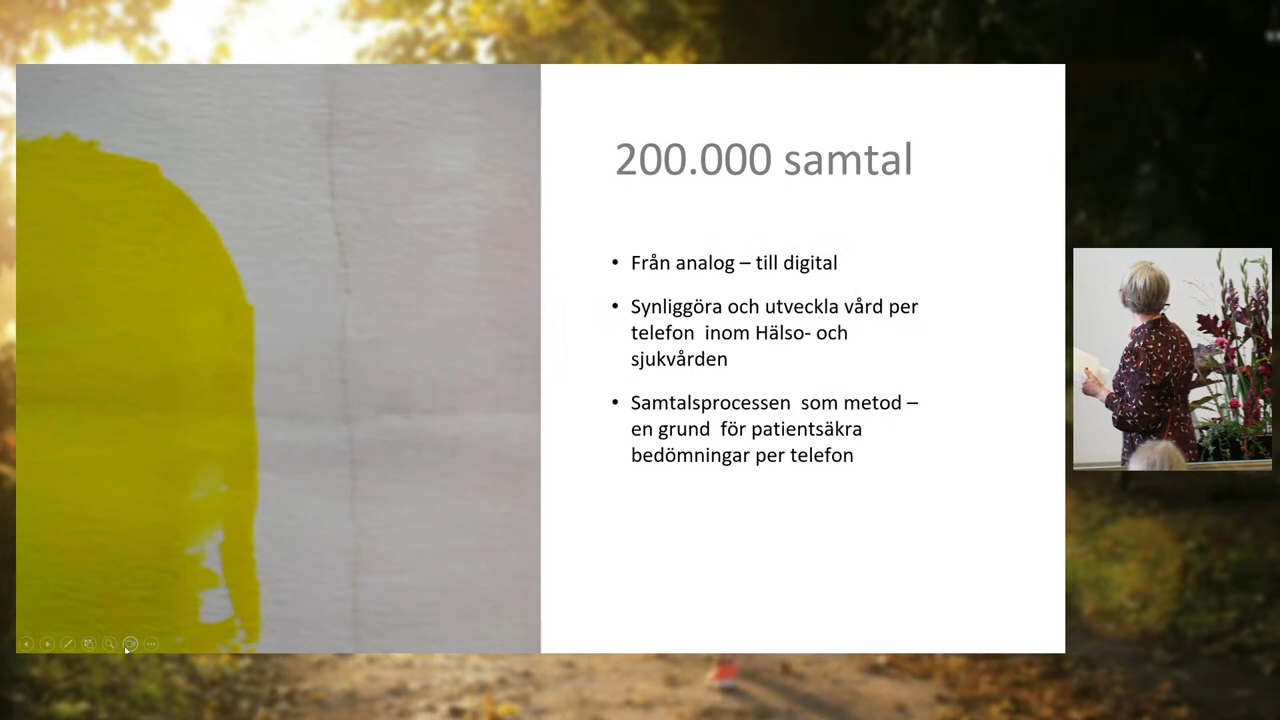 200.000 samtal
• Från analog – till digital
• Synliggöra och utveckla vård per
telefon  inom Hälso- och
sjukvården
• Samtalsprocessen  som metod –
en grund  för patientsäkra
bedömningar per telefon